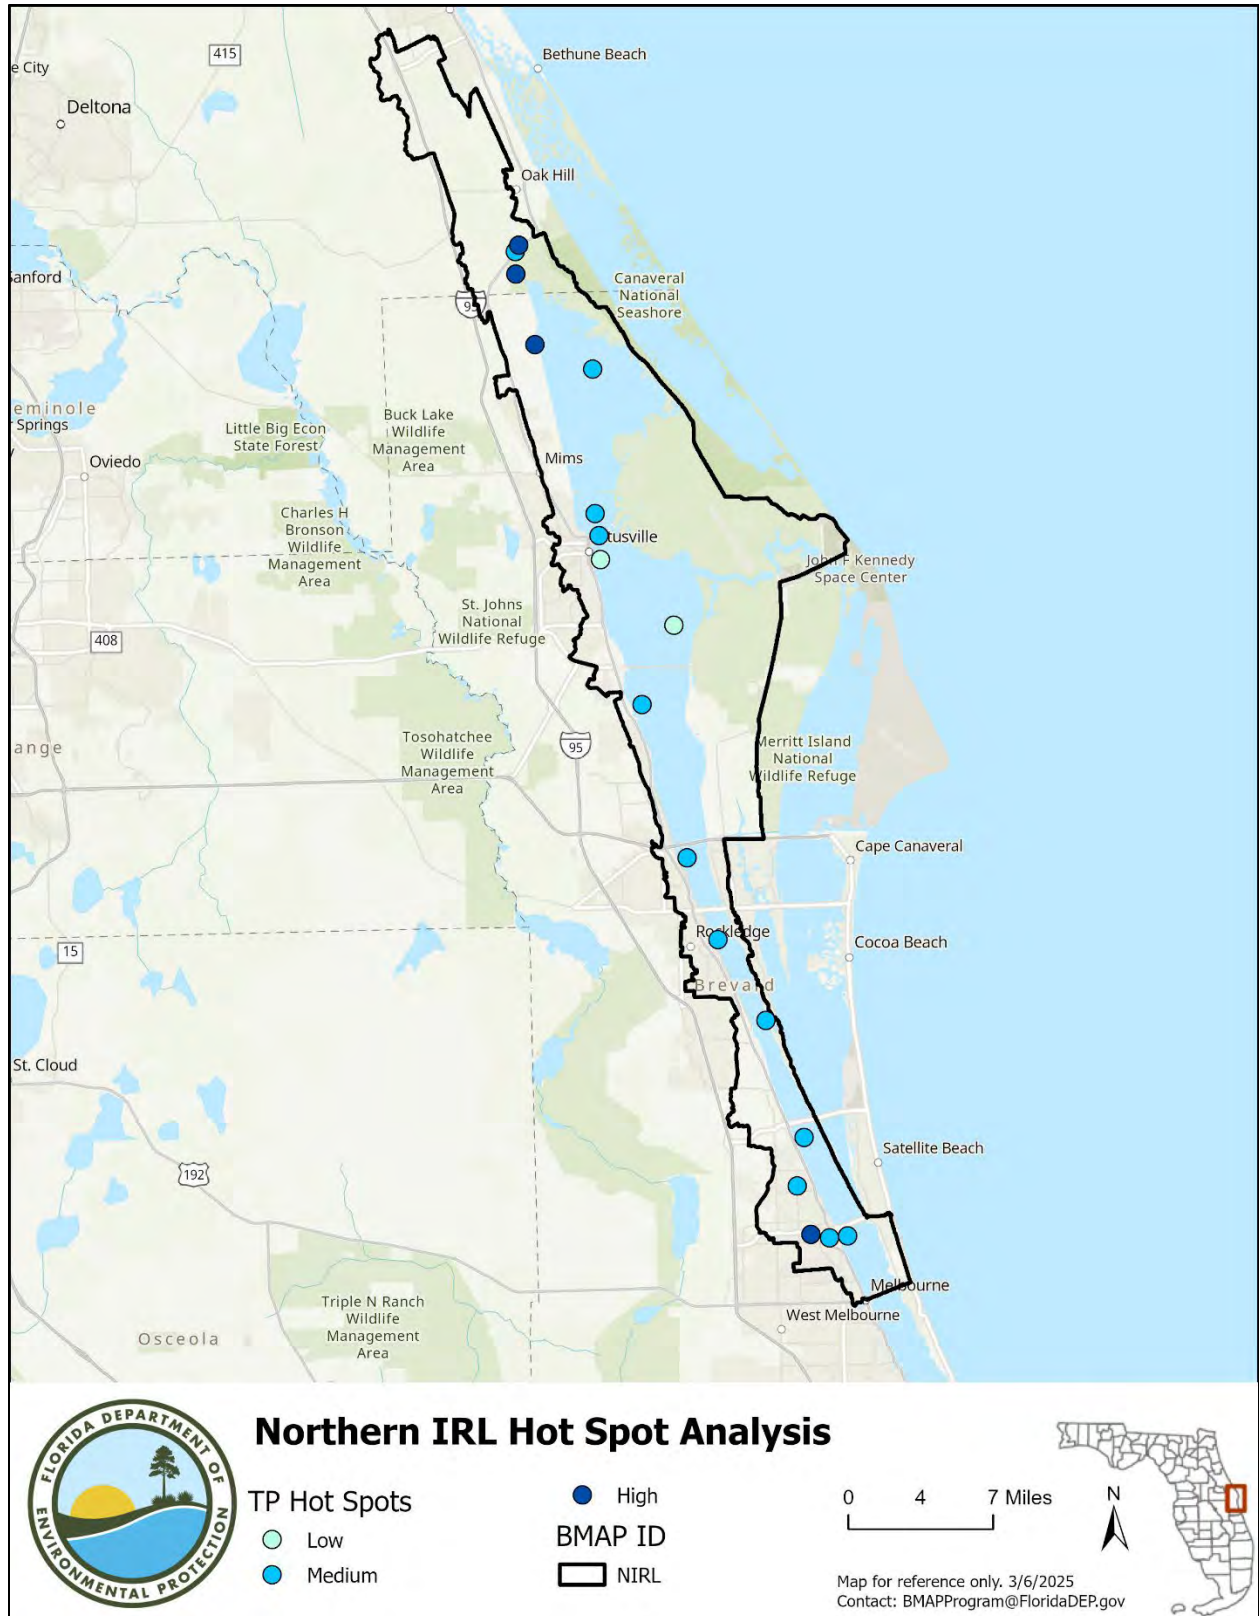 415
Bethune Beach
e City
Deltona
Oak Hill
Sanford
Canaveral
National
Seashore
95
eminole
Springs
Buck Lake
Wildlife
Management
Area
Little Big Econ
State Forest
Oviedo
Mims
Charles H
Bronson
Wildlife
Management
Area
tusville
John F Kennedy
Space Center
St. Johns
National
Wildlife Refuge
408
Tosohatchee
Wildlife
Management
Area
ange
95
Merritt Island
National
Wildlife Refuge
Cape Canaveral
Rockledge
Cocoa Beach
15
Brevard
St. Cloud
Satellite Beach
192
Melbourne
West Melbourne
Triple N Ranch
Wildlife
Management
Area
Osceola
FLORIDA DEPARTMENT OF
ENVIRONMENTAL PROTECTION
Northern IRL Hot Spot Analysis
TP Hot Spots
Low
Medium
High
BMAP ID
NIRL
0 4 7 Miles
N
Map for reference only. 3/6/2025
Contact: BMAPProgram@FloridaDEP.gov